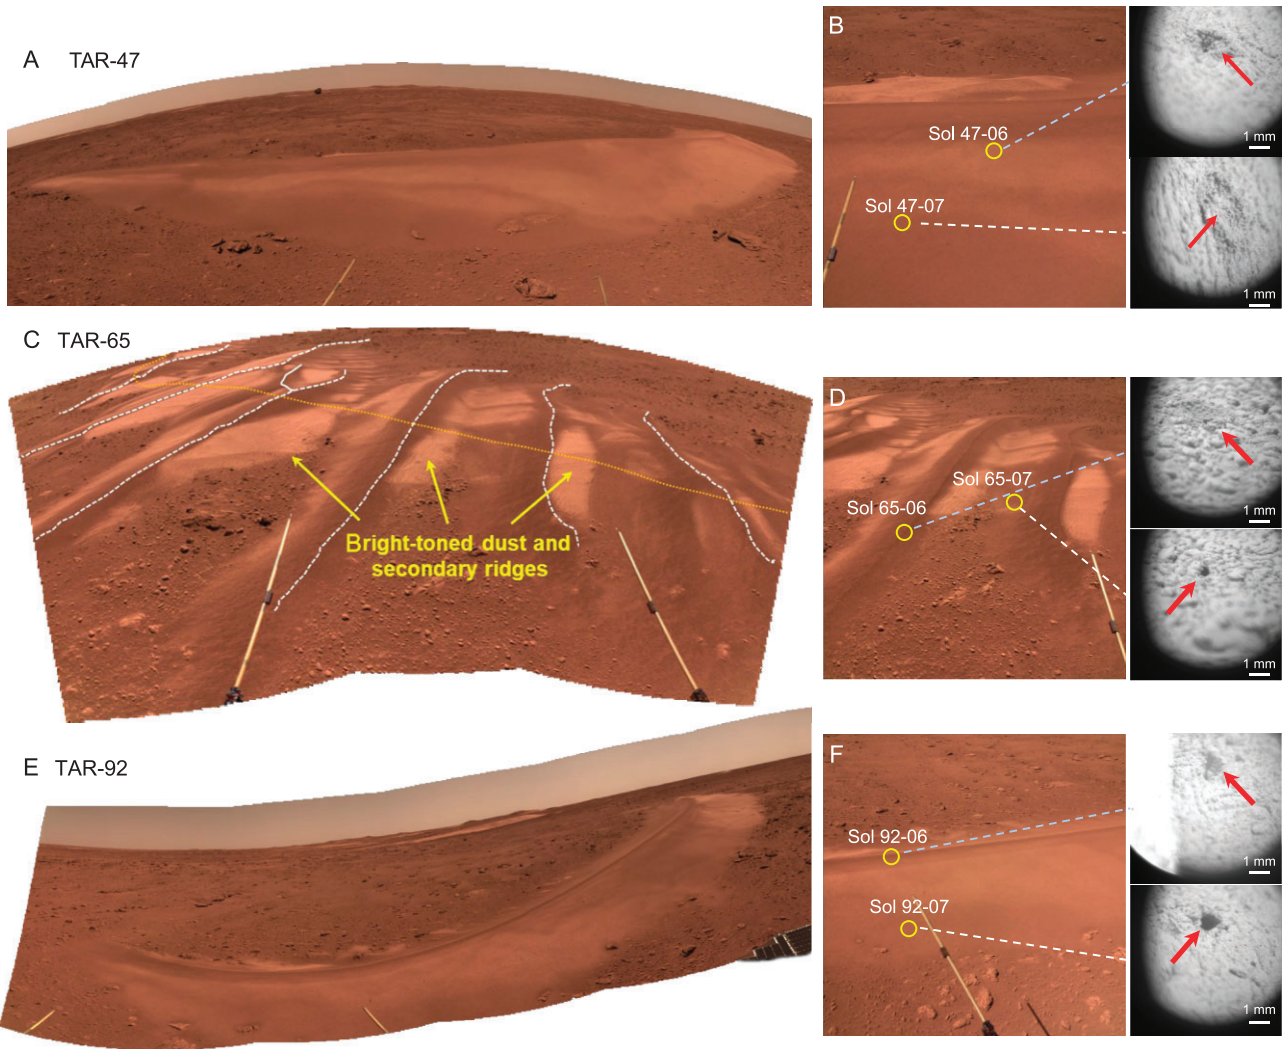 A TAR-47
B
Sol 47-06
Sol 47-07
1 mm
1 mm
C TAR-65
Bright-toned dust and
secondary ridges
D
Sol 65-07
Sol 65-06
1 mm
1 mm
E TAR-92
F
Sol 92-06
Sol 92-07
1 mm
1 mm